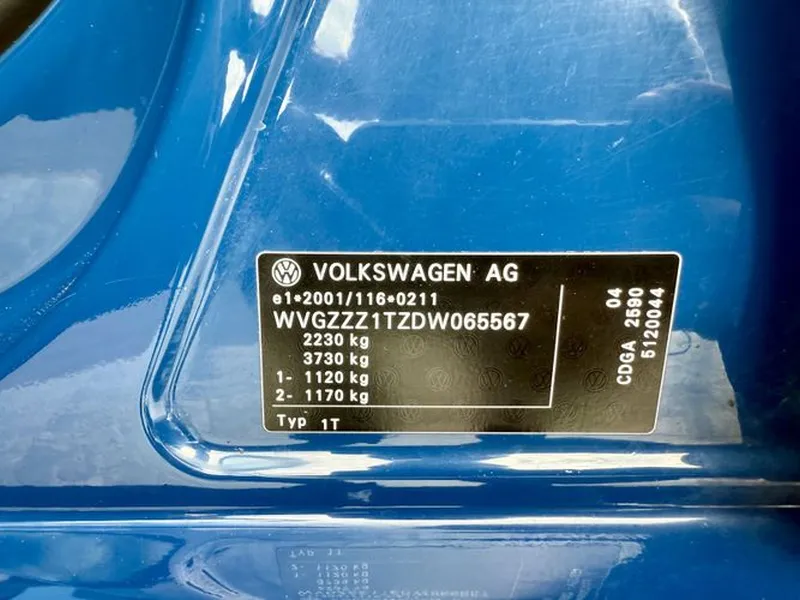 VOLKSWAGEN AG
e1*2001/116*0211
WVGZZZ1TZDW065567
2230 kg
3730 kg
1- 1120 kg
2- 1170 kg
Typ 1T
04
CDGA 2590
5120044